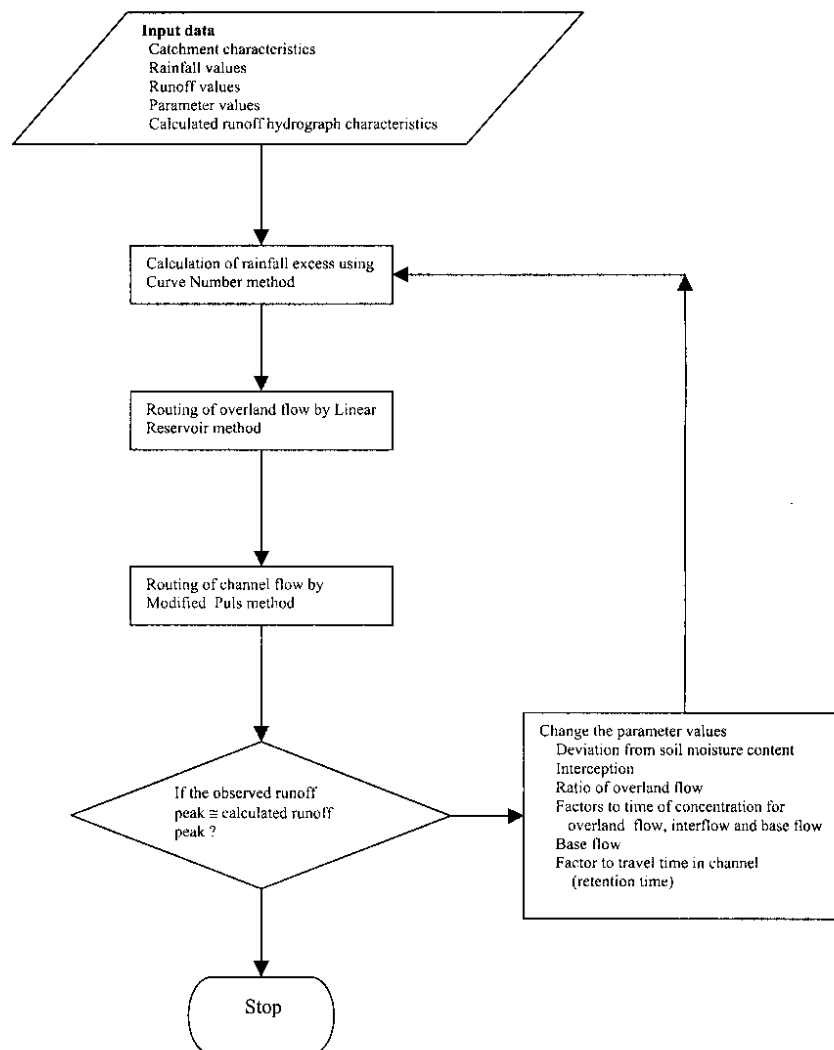 Input data
Catchment characteristics
Rainfall values
Runoff values
Parameter values
Calculated runoff hydrograph characteristics
Calculation of rainfall excess using
Curve Number method
Routing of overland flow by Linear
Reservoir method
Routing of channel flow by
Modified Puls method
If the observed runoff
peak ≅ calculated runoff
peak ?
Change the parameter values
Deviation from soil moisture content
Interception
Ratio of overland flow
Factors to time of concentration for
overland flow, interflow and base flow
Base flow
Factor to travel time in channel
(retention time)
Stop